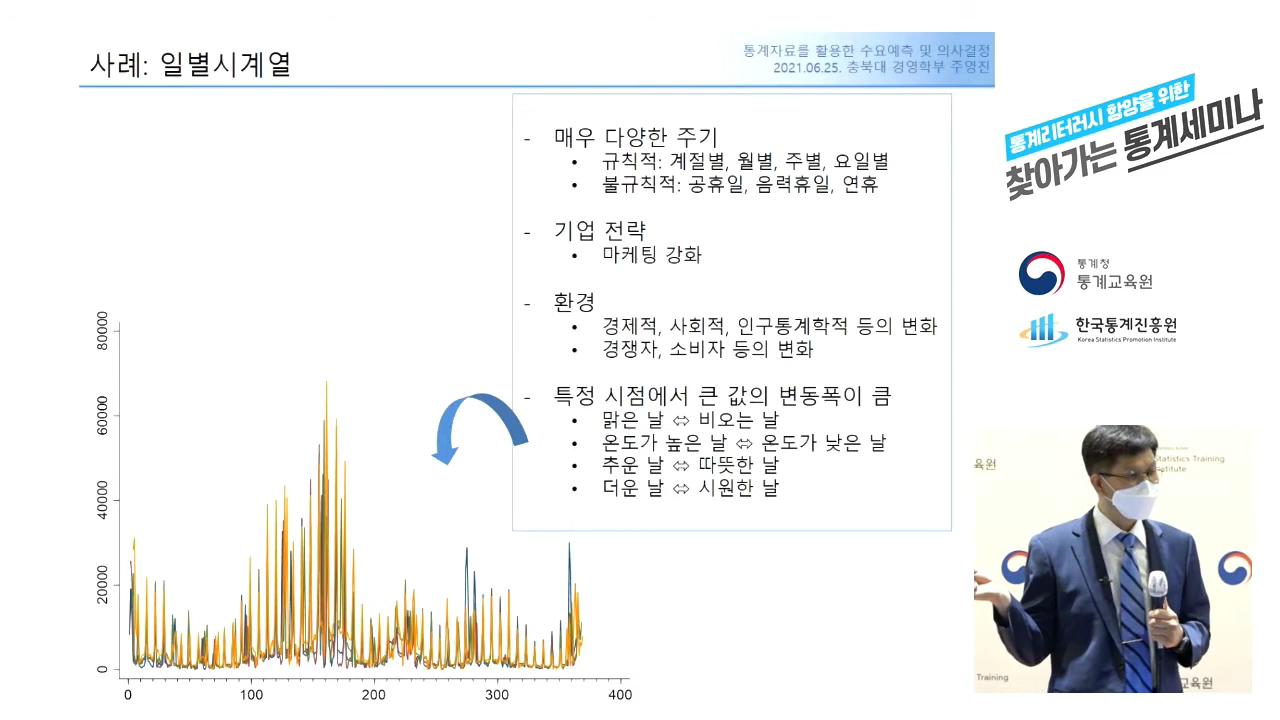 사례: 일별시계열
통계자료를 활용한 수요예측 및 의사결정
2021.06.25. 충북대 경영학부 주영진
- 매우 다양한 주기
• 규칙적: 계절별, 월별, 주별, 요일별
• 불규칙적: 공휴일, 음력휴일, 연휴
- 기업 전략
• 마케팅 강화
- 환경
• 경제적, 사회적, 인구통계학적 등의 변화
• 경쟁자, 소비자 등의 변화
- 특정 시점에서 큰 값의 변동폭이 큼
• 맑은 날 ⇔ 비오는 날
• 온도가 높은 날 ⇔ 온도가 낮은 날
• 추운 날 ⇔ 따뜻한 날
• 더운 날 ⇔ 시원한 날
80000
60000
40000
20000
0
0 100 200 300 400
통계리터러시 함양을 위한
찾아가는 통계세미나
통계청
통계교육원
한국통계진흥원
Korea Statistics Promotion Institute
육원
Statistics Training
Institute
Training
교육원